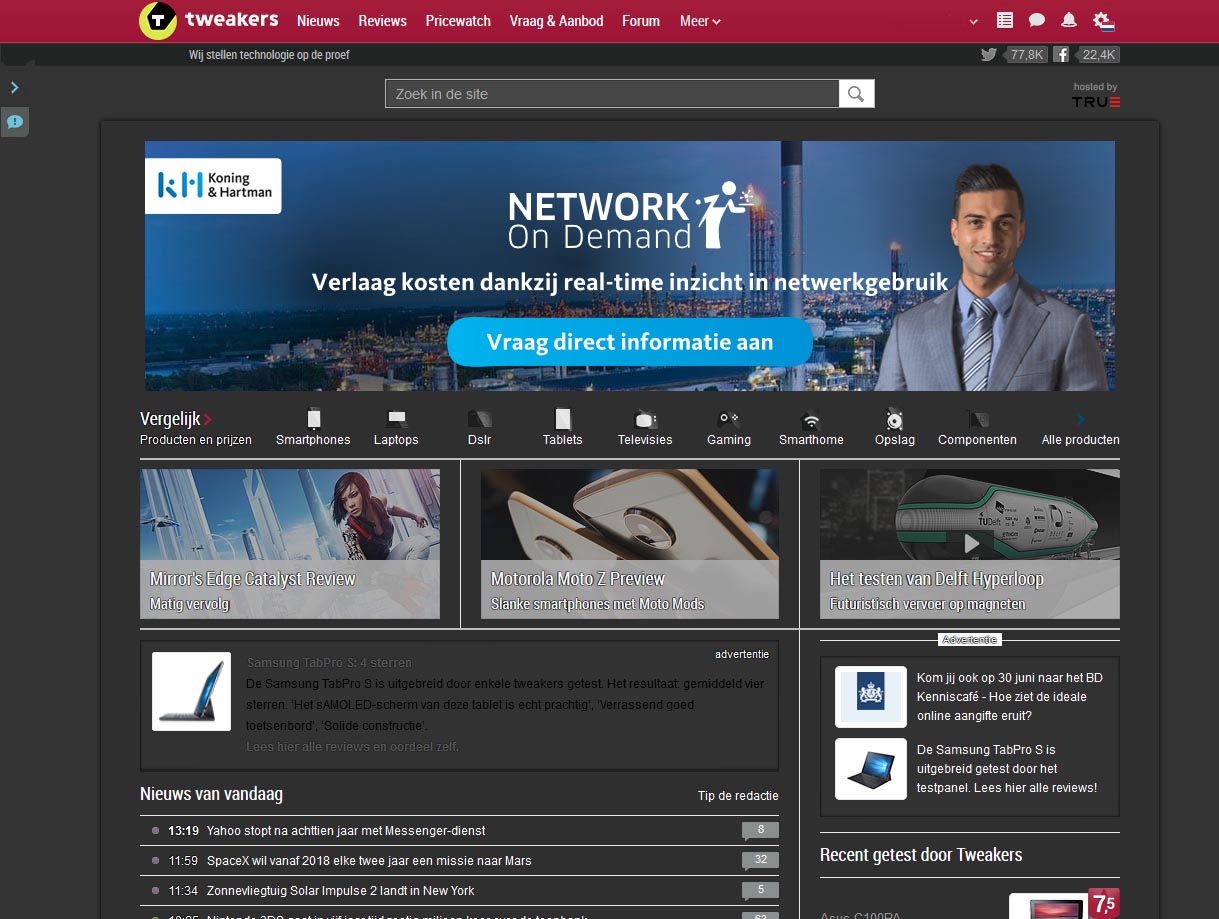 tweakers Nieuws Reviews Pricewatch Vraag & Aanbod Forum Meer
Wij stellen technologie op de proef
77,8K 22,4K
Zoek in de site
hosted by
TRUE
Koning
& Hartman
NETWORK
On Demand
Verlaag kosten dankzij real-time inzicht in netwerkgebruik
Vraag direct informatie aan
Vergelijk
Producten en prijzen Smartphones Laptops Dslr Tablets Televisies Gaming Smarthome Opslag Componenten Alle producten
Mirror's Edge Catalyst Review
Matig vervolg
Motorola Moto Z Preview
Slanke smartphones met Moto Mods
TUDelft
Het testen van Delft Hyperloop
Futuristisch vervoer op magneten
advertentie
Samsung TabPro S: 4 sterren
De Samsung TabPro S is uitgebreid door enkele tweakers getest. Het resultaat: gemiddeld vier
sterren. 'Het sAMOLED-scherm van deze tablet is echt prachtig', 'Verrassend goed
toetsenbord', 'Solide constructie'.
Lees hier alle reviews en oordeel zelf.
Advertentie
Kom jij ook op 30 juni naar het BD
Kenniscafé - Hoe ziet de ideale
online aangifte eruit?
De Samsung TabPro S is
uitgebreid getest door het
testpanel. Lees hier alle reviews!
Nieuws van vandaag
Tip de redactie
13:19 Yahoo stopt na achttien jaar met Messenger-dienst 8
11:59 SpaceX wil vanaf 2018 elke twee jaar een missie naar Mars 32
11:34 Zonnevliegtuig Solar Impulse 2 landt in New York 5
Recent getest door Tweakers
Asus C100PA
7,5